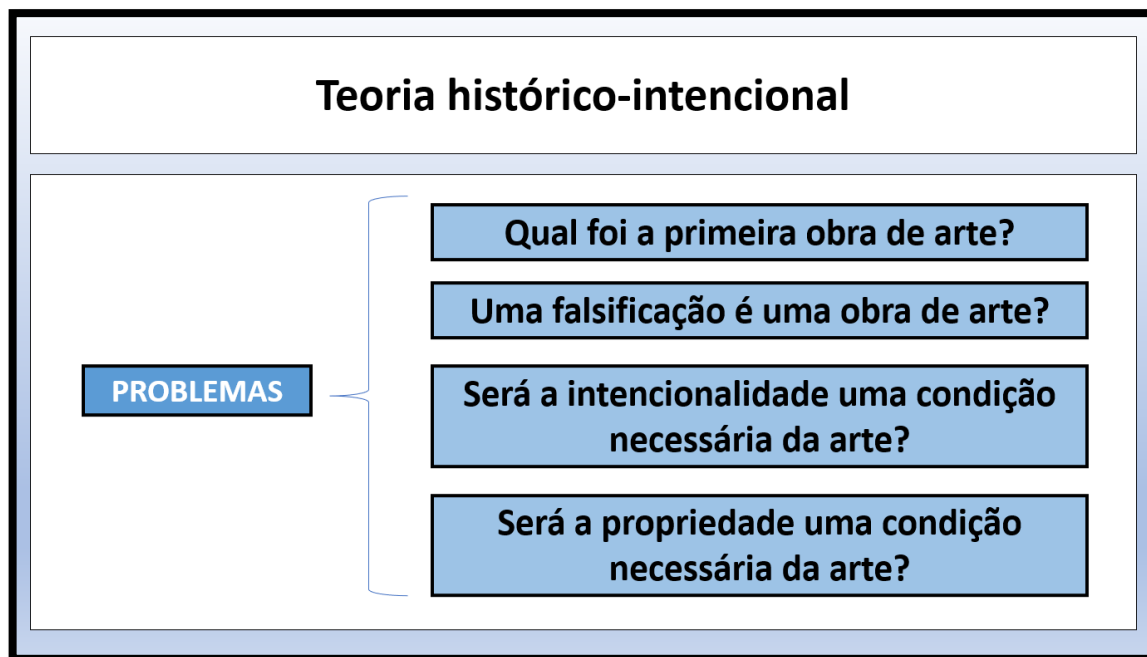 Teoria histórico-intencional
PROBLEMAS
Qual foi a primeira obra de arte?
Uma falsificação é uma obra de arte?
Será a intencionalidade uma condição
necessária da arte?
Será a propriedade uma condição
necessária da arte?